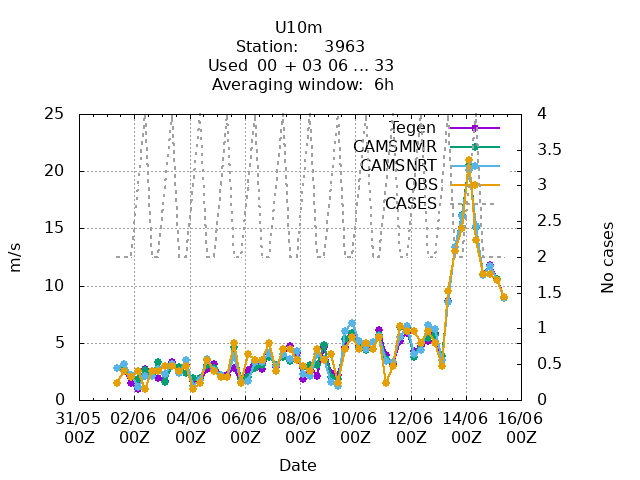 U10m
Station: 3963
Used 00 + 03 06 ... 33
Averaging window: 6h
25
20
15
10
5
0
4
3.5
3
2.5
2
1.5
1
0.5
0
m/s
No cases
Tegen
CAMSMMR
CAMSNRT
OBS
CASES
31/05 02/06 04/06 06/06 08/06 10/06 12/06 14/06 16/06
00Z 00Z 00Z 00Z 00Z 00Z 00Z 00Z 00Z
Date